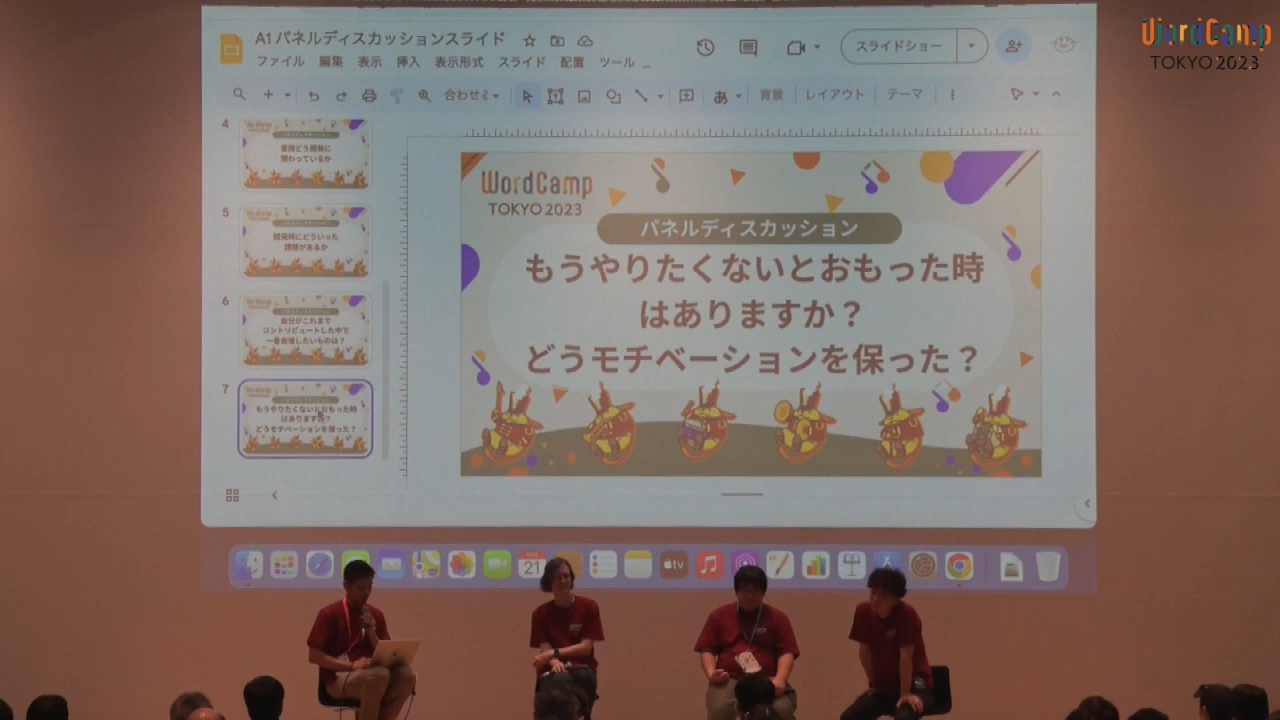 A1パネルディスカッションスライド
ファイル 編集 表示 挿入 表示形式 スライド 配置 ツール ...
スライドショー
合わせる
あ
背景 レイアウト テーマ
WordCamp
TOKYO 2023
4
普段どう開発に
関わっているか
5
開発時にどういった
課題があるか
6
自分がこれまで
コントリビュートした中で
一番自慢したいものは?
7
もうやりたくないとおもった時
はありますか?
どうモチベーションを保った?
WordCamp
TOKYO 2023
パネルディスカッション
もうやりたくないとおもった時
はありますか?
どうモチベーションを保った?
21
tv